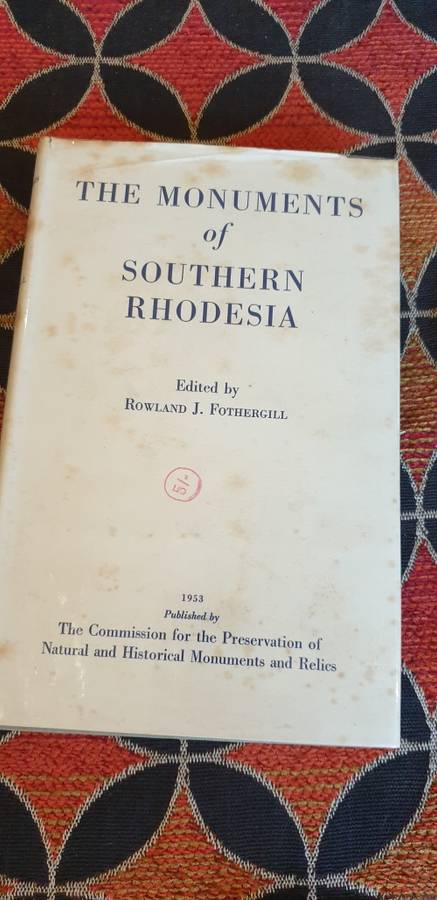 THE MONUMENTS
of
SOUTHERN
RHODESIA
Edited by
ROWLAND J. FOTHERGILL
1953
Published by
The Commission for the Preservation of
Natural and Historical Monuments and Relics